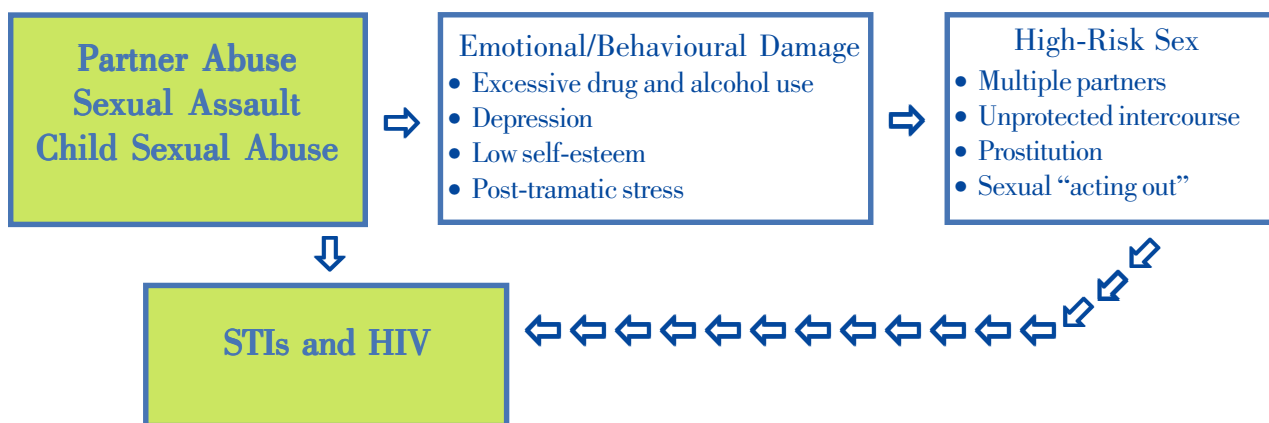 Partner Abuse
Sexual Assault
Child Sexual Abuse
Emotional/Behavioural Damage
• Excessive drug and alcohol use
• Depression
• Low self-esteem
• Post-tramatic stress
High-Risk Sex
• Multiple partners
• Unprotected intercourse
• Prostitution
• Sexual “acting out”
STIs and HIV